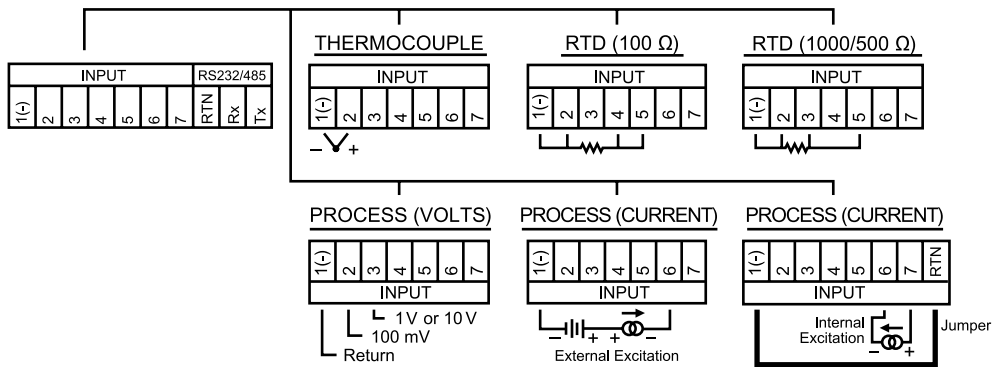 THERMOCOUPLE
RTD (100 Ω)
RTD (1000/500 Ω)
INPUT RS232/485
1(-) 2 3 4 5 6 7 RTN Rx Tx
INPUT
1(-) 2 3 4 5 6 7
− +
INPUT
1(-) 2 3 4 5 6 7
INPUT
1(-) 2 3 4 5 6 7
PROCESS (VOLTS)
PROCESS (CURRENT)
PROCESS (CURRENT)
1(-) 2 3 4 5 6 7
INPUT
1V or 10V
100 mV
Return
1(-) 2 3 4 5 6 7
INPUT
− + + −
External Excitation
1(-) 2 3 4 5 6 7 RTN
INPUT
Internal
Excitation
− +
Jumper